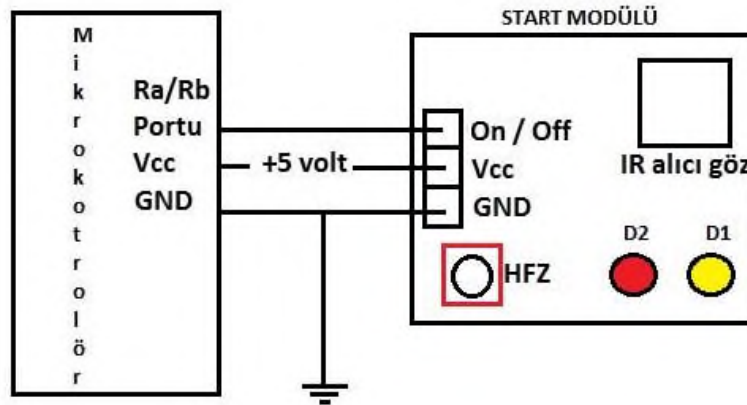 START MODÜLÜ
Mikrokotrolör
Ra/Rb
Portu
Vcc
GND
+5 volt
On / Off
Vcc
GND
IR alıcı göz
HFZ
D2
D1